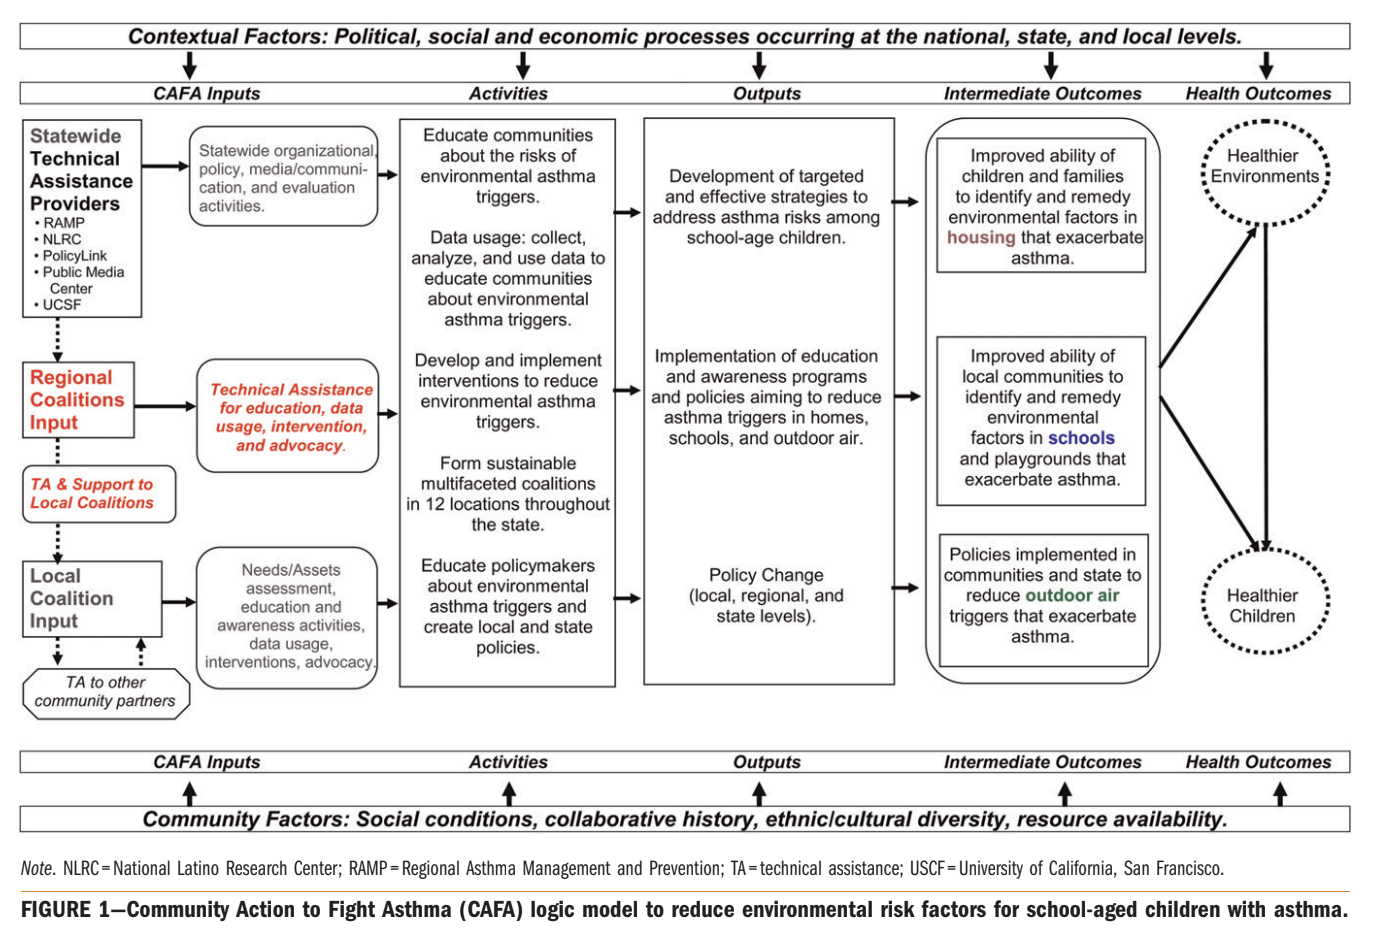 Contextual Factors: Political, social and economic processes occurring at the national, state, and local levels.
CAFA Inputs
Activities
Outputs
Intermediate Outcomes
Health Outcomes
Statewide
Technical
Assistance
Providers
• RAMP
• NLRC
• PolicyLink
• Public Media
Center
• UCSF
Regional
Coalitions
Input
TA & Support to
Local Coalitions
Local
Coalition
Input
TA to other
community partners
Statewide organizational,
policy, media/communi-
cation, and evaluation
activities.
Technical Assistance
for education, data
usage, intervention,
and advocacy.
Needs/Assets
assessment,
education and
awareness activities,
data usage,
interventions, advocacy.
Educate communities
about the risks of
environmental asthma
triggers.
Data usage: collect,
analyze, and use data to
educate communities
about environmental
asthma triggers.
Develop and implement
interventions to reduce
environmental asthma
triggers.
Form sustainable
multifaceted coalitions
in 12 locations throughout
the state.
Educate policymakers
about environmental
asthma triggers and
create local and state
policies.
Development of targeted
and effective strategies to
address asthma risks among
school-age children.
Implementation of education
and awareness programs
and policies aiming to reduce
asthma triggers in homes,
schools, and outdoor air.
Policy Change
(local, regional, and
state levels).
Improved ability of
children and families
to identify and remedy
environmental factors in
housing that exacerbate
asthma.
Improved ability of
local communities to
identify and remedy
environmental
factors in schools
and playgrounds that
exacerbate asthma.
Policies implemented in
communities and state to
reduce outdoor air
triggers that exacerbate
asthma.
Healthier
Environments
Healthier
Children
CAFA Inputs
Activities
Outputs
Intermediate Outcomes
Health Outcomes
Community Factors: Social conditions, collaborative history, ethnic/cultural diversity, resource availability.
Note. NLRC=National Latino Research Center; RAMP=Regional Asthma Management and Prevention; TA=technical assistance; USCF=University of California, San Francisco.
FIGURE 1—Community Action to Fight Asthma (CAFA) logic model to reduce environmental risk factors for school-aged children with asthma.